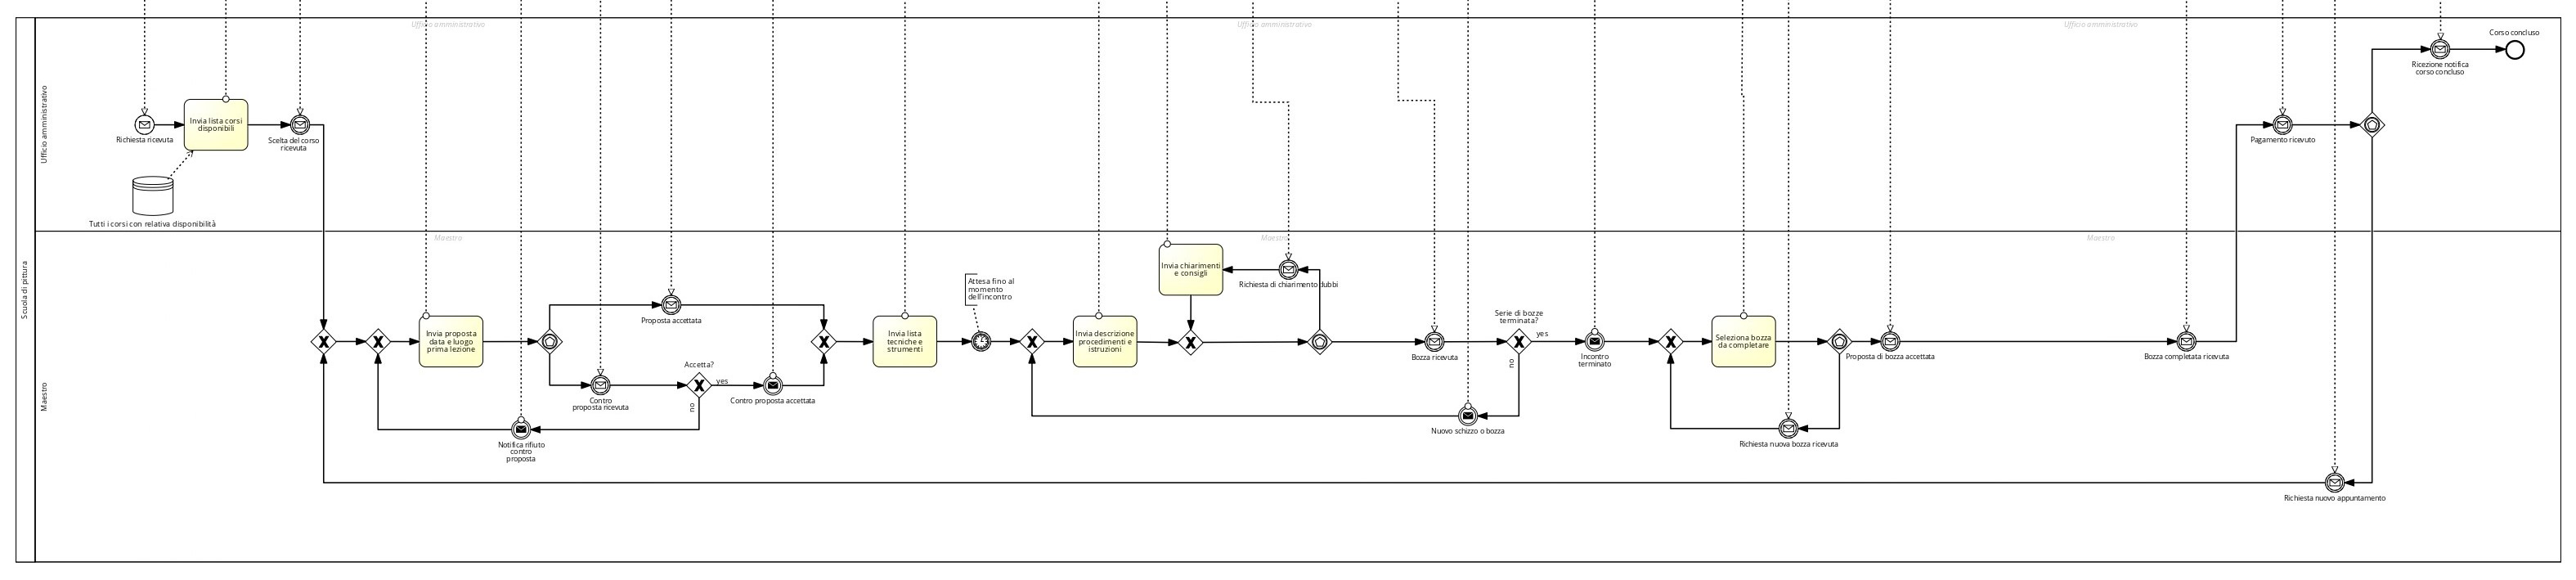 Ufficio amministrativo
Ufficio amministrativo
Ufficio amministrativo
Corso concluso
Ricezione notifica
corso concluso
Scuola di pittura
Ufficio amministrativo
Richiesta ricevuta
Invia lista corsi
disponibili
Scelta del corso
ricevuta
Pagamento ricevuto
Tutti i corsi con relativa disponibilità
Maestro
Maestro
Maestro
Maestro
Invia chiarimenti
e consigli
Richiesta di chiarimento dubbi
Attesa fino al
momento
dell'incontro
Proposta accettata
Invia proposta
data e luogo
prima lezione
Invia lista
tecniche e
strumenti
Invia descrizione
procedimenti e
istruzioni
Bozza ricevuta
Serie di bozze
terminata?
yes
no
Incontro
terminato
Seleziona bozza
da completare
Proposta di bozza accettata
Bozza completata ricevuta
Contro
proposta ricevuta
Accetta?
yes
no
Contro proposta accettata
Notifica rifiuto
contro
proposta
Nuovo schizzo o bozza
Richiesta nuova bozza ricevuta
Richiesta nuovo appuntamento